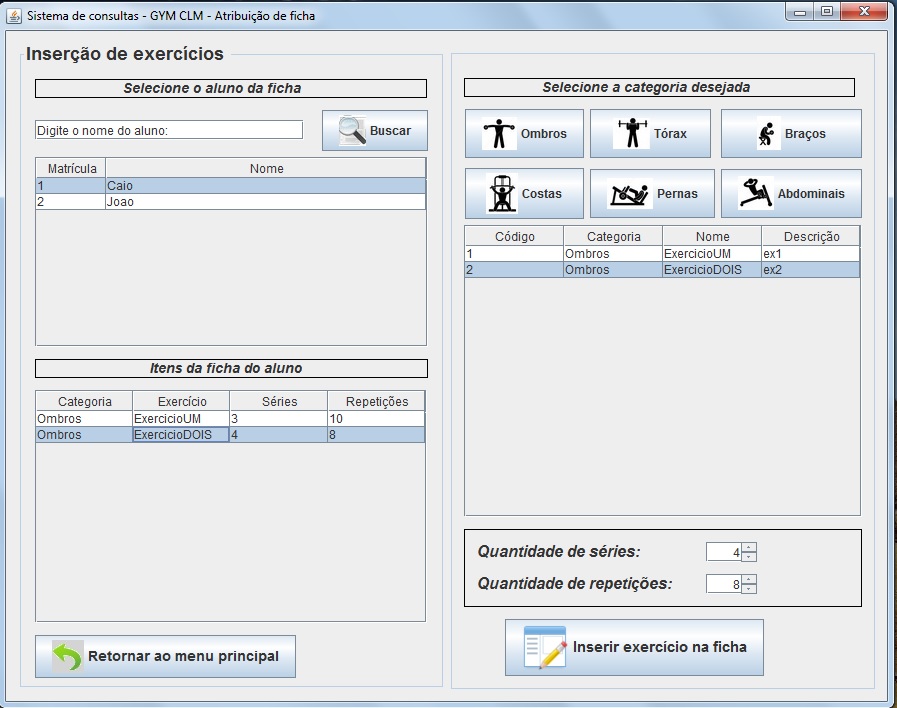 Sistema de consultas - GYM CLM - Atribuição de ficha
Inserção de exercícios
Selecione o aluno da ficha
Digite o nome do aluno:
Buscar
Matrícula Nome
1 Caio
2 Joao
Itens da ficha do aluno
Categoria Exercício Séries Repetições
Ombros ExercicioUM 3 10
Ombros ExercicioDOIS 4 8
Retornar ao menu principal
Selecione a categoria desejada
Ombros Tórax Braços
Costas Pernas Abdominais
Código Categoria Nome Descrição
1 Ombros ExercicioUM ex1
2 Ombros ExercicioDOIS ex2
Quantidade de séries: 4
Quantidade de repetições: 8
Inserir exercício na ficha